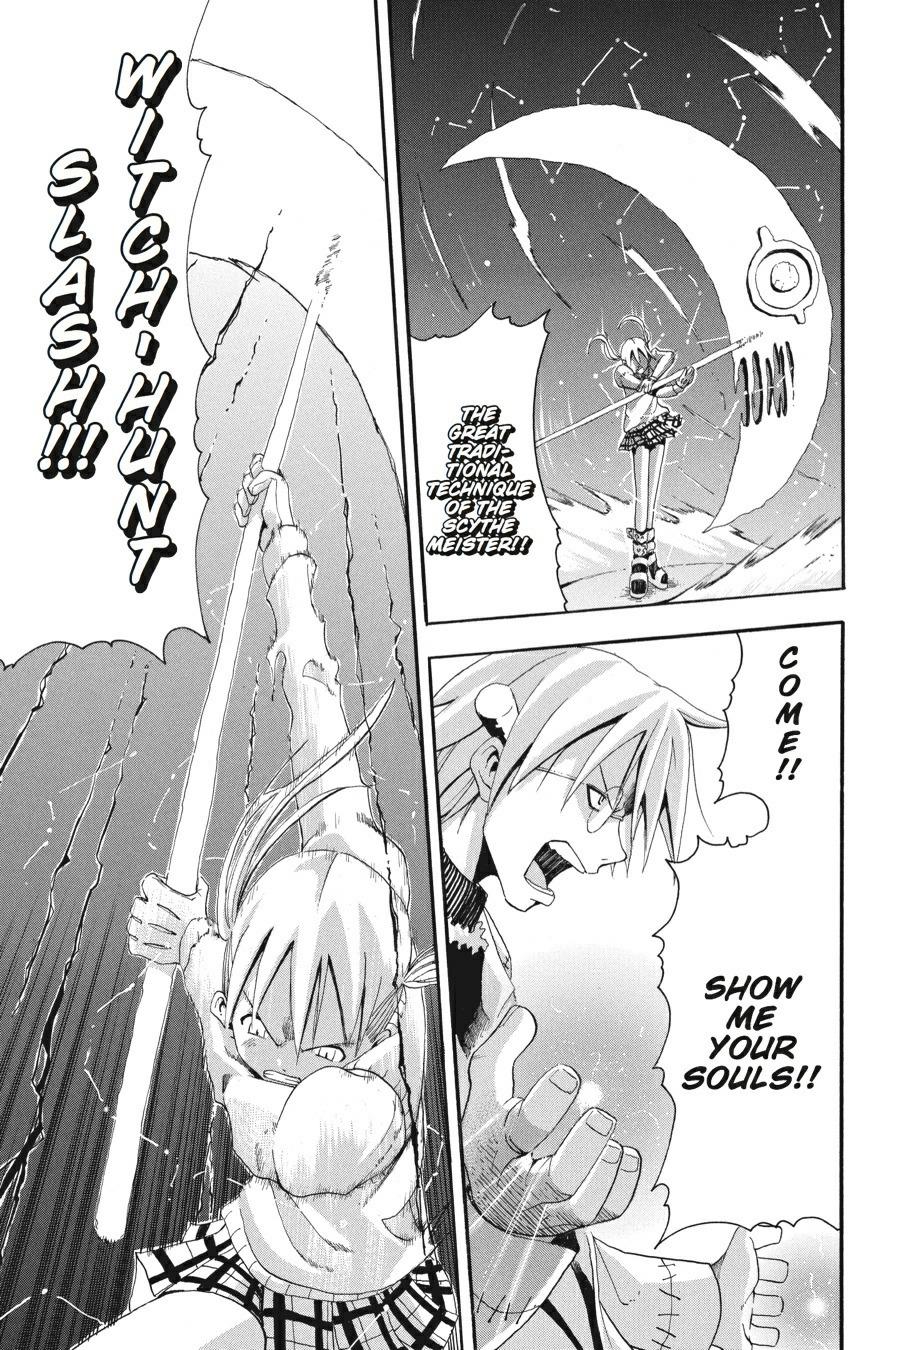 THE
GREAT
TRADI-
TIONAL
TECHNIQUE
OF THE
SCYTHE
MEISTER!!
COME!!
SHOW
ME
YOUR
SOULS!!
WITCH-HUNT
SLASH!!!